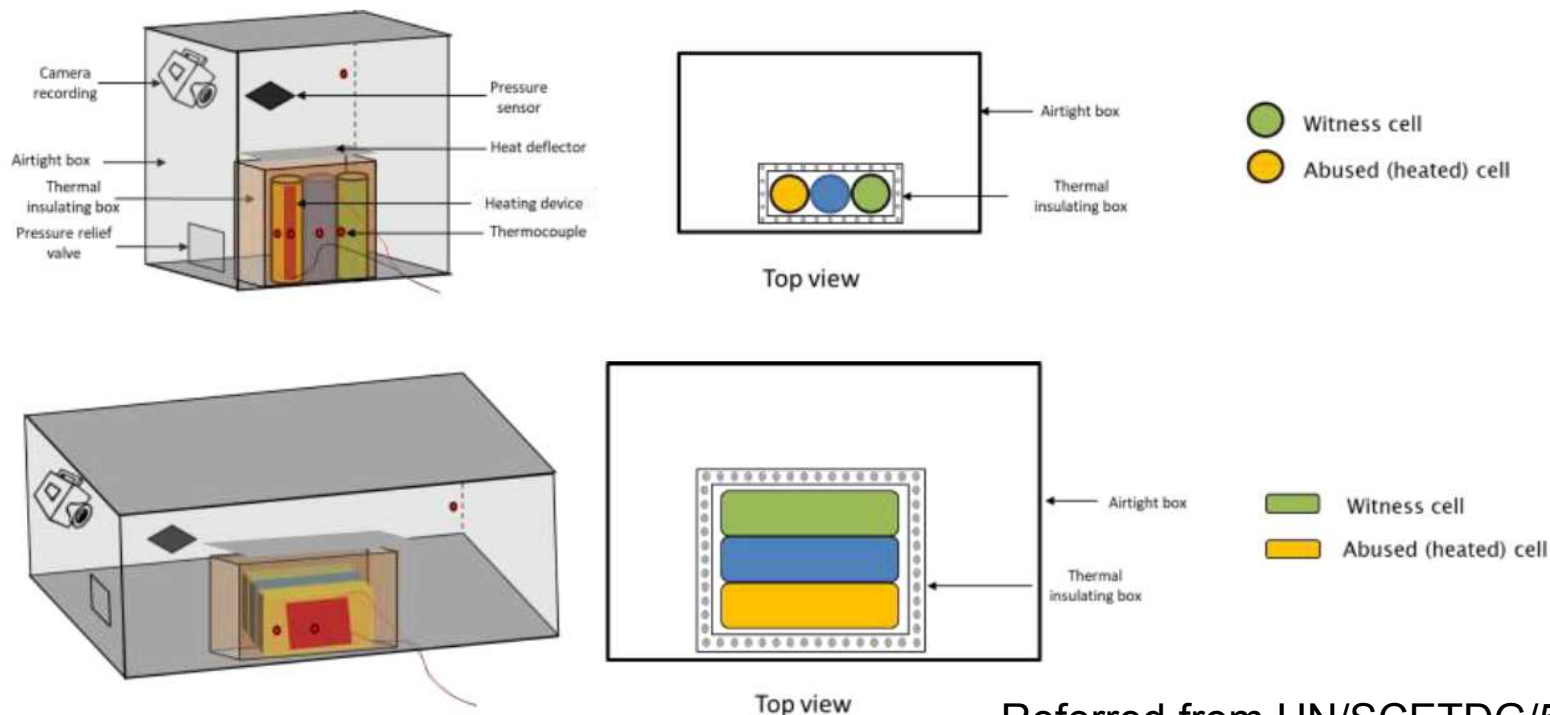 Camera
recording
Airtight box
Thermal
insulating box
Pressure relief
valve
Pressure
sensor
Heat deflector
Heating device
Thermocouple
Airtight box
Thermal
insulating box
Top view
Witness cell
Abused (heated) cell
Airtight box
Thermal
insulating box
Top view
Witness cell
Abused (heated) cell